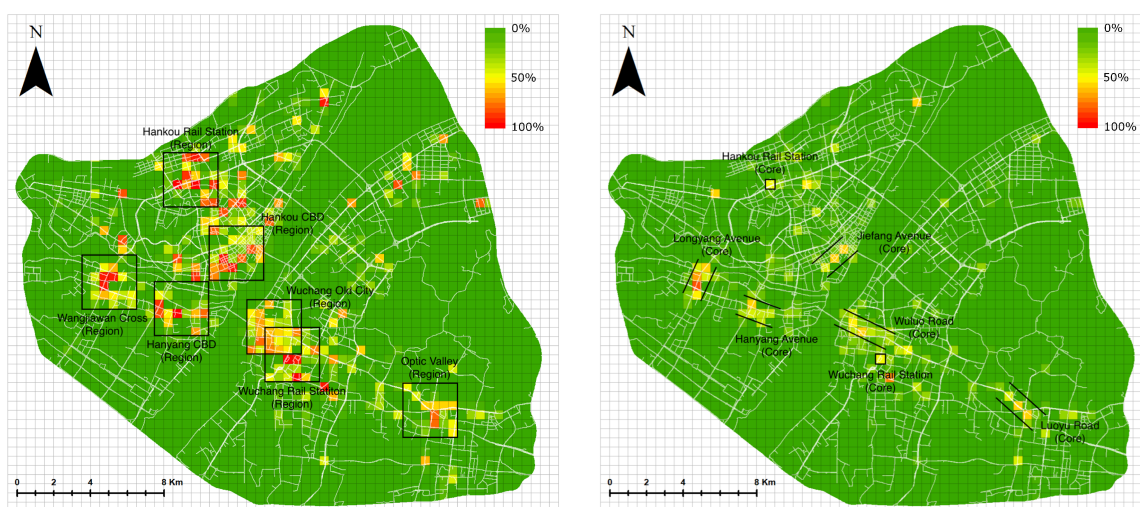 N
0%
50%
100%
Hankou Rail Station
(Region)
Hankou CBD
(Region)
Wuchang Old City
(Region)
Wangjiawan Cross
(Region)
Hanyang CBD
(Region)
Optic Valley
(Region)
Wuchang Rail Statiton
(Region)
0 2 4 8 Km
N
0%
50%
100%
Hankou Rail Station
(Core)
Longyang Avenue
(Core)
Jiefang Avenue
(Core)
Hanyang Avenue
(Core)
Wuluo Road
(Core)
Wuchang Rail Station
(Core)
Luoyu Road
(Core)
0 2 4 8 Km